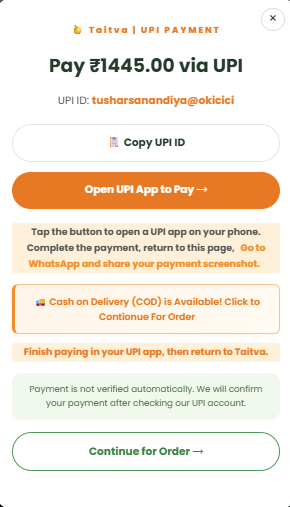 Taitva | UPI PAYMENT
Pay ₹1445.00 via UPI
UPI ID: tusharsanandiya@okicici
Copy UPI ID
Open UPI App to Pay →
Tap the button to open a UPI app on your phone.
Complete the payment, return to this page, Go to
WhatsApp and share your payment screenshot.
Cash on Delivery (COD) is Available! Click to
Contionue For Order
Finish paying in your UPI app, then return to Taitva.
Payment is not verified automatically. We will confirm
your payment after checking our UPI account.
Continue for Order →